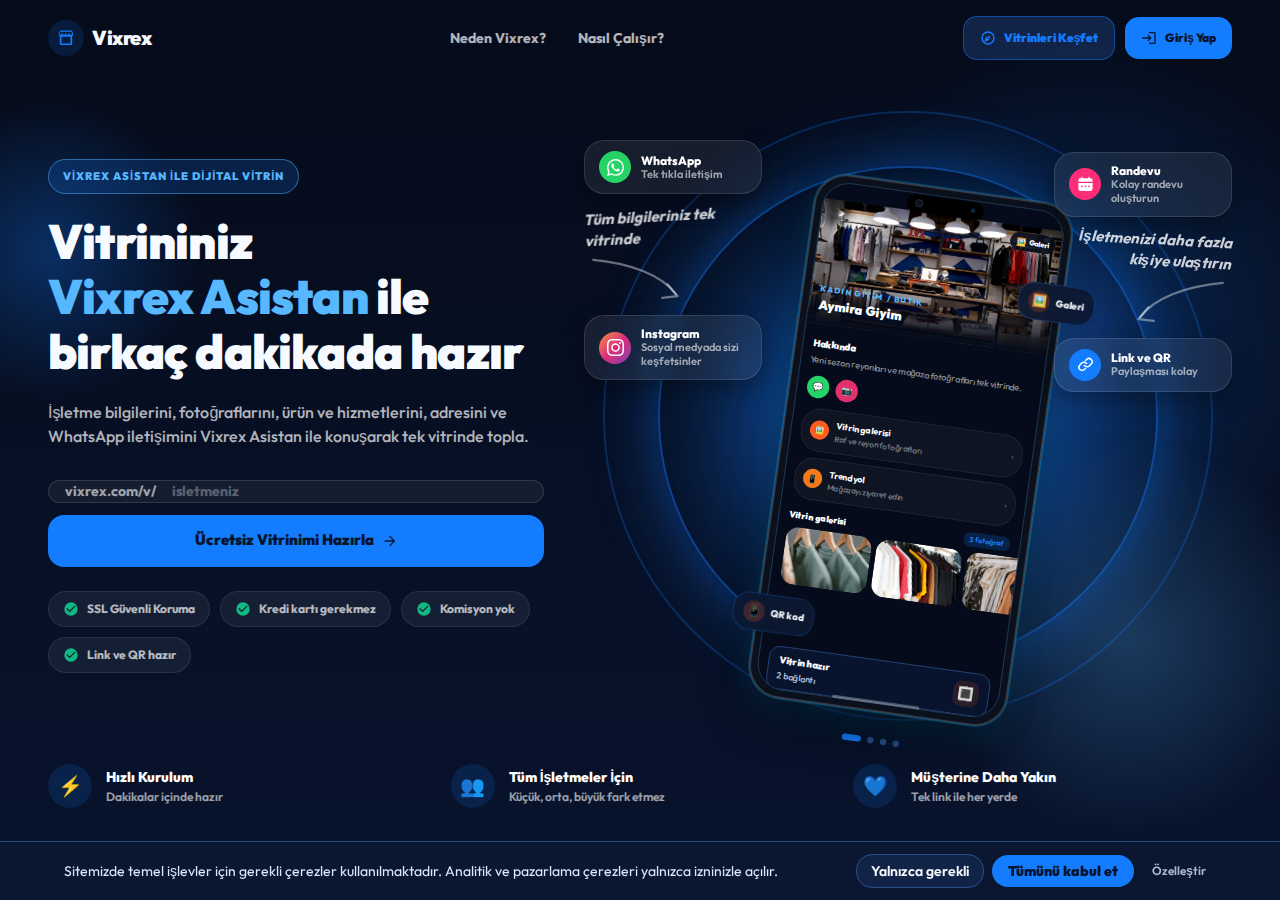 Vixrex
Neden Vixrex?
Nasıl Çalışır?
Vitrinleri Keşfet
Giriş Yap
VİXREX ASİSTAN İLE DİJİTAL VİTRİN
Vitrininiz
Vixrex Asistan ile
birkaç dakikada hazır
İşletme bilgilerini, fotoğraflarını, ürün ve hizmetlerini, adresini ve
WhatsApp iletişimini Vixrex Asistan ile konuşarak tek vitrinde topla.
vixrex.com/v/ isletmeniz
Ücretsiz Vitrinimi Hazırla
SSL Güvenli Koruma
Kredi kartı gerekmez
Komisyon yok
Link ve QR hazır
WhatsApp
Tek tıkla iletişim
Tüm bilgileriniz tek
vitrinde
Instagram
Sosyal medyada sizi
keşfetsinler
Randevu
Kolay randevu
oluşturun
İşletmenizi daha fazla
kişiye ulaştırın
Link ve QR
Paylaşması kolay
Galeri
Galeri
KADIN GİYİM / BUTİK
Aymira Giyim
Hakkında
Yeni sezon reyonları ve mağaza fotoğrafları tek vitrinde.
Vitrin galerisi
Raf ve reyon fotoğrafları
Trendyol
Mağazayı ziyaret edin
Vitrin galerisi
3 fotoğraf
QR kod
Vitrin hazır
2 bağlantı
Hızlı Kurulum
Dakikalar içinde hazır
Tüm İşletmeler İçin
Küçük, orta, büyük fark etmez
Müşterine Daha Yakın
Tek link ile her yerde
Sitemizde temel işlevler için gerekli çerezler kullanılmaktadır. Analitik ve pazarlama çerezleri yalnızca izninizle açılır.
Yalnızca gerekli
Tümünü kabul et
Özelleştir